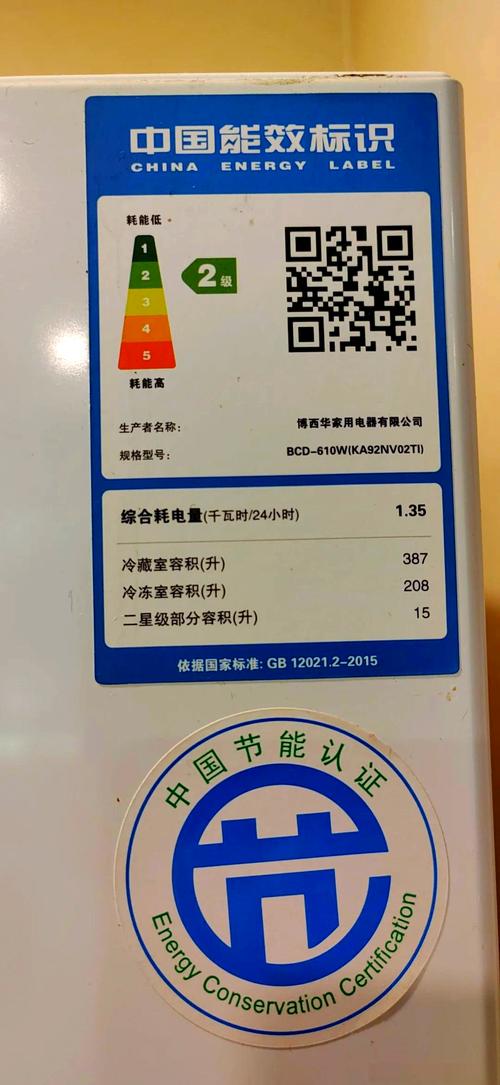 中国能效标识
CHINA ENERGY LABEL
耗能低
1
2
3
4
5
2级
耗能高
生产者名称: 博西华家用电器有限公司
规格型号: BCD-610W(KA92NV02TI)
综合耗电量(千瓦时/24小时) 1.35
冷藏室容积(升) 387
冷冻室容积(升) 208
二星级部分容积(升) 15
依据国家标准: GB 12021.2-2015
中国节能认证
节
Energy Conservation Certification